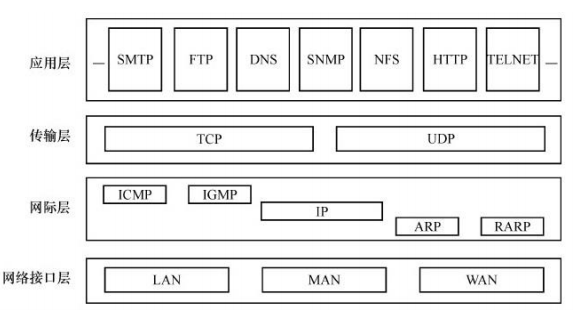 应用层 SMTP FTP DNS SNMP NFS HTTP TELNET
传输层 TCP UDP
网际层 ICMP IGMP IP ARP RARP
网络接口层 LAN MAN WAN